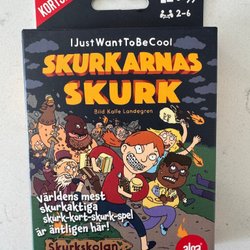 2-6
IJustWantToBeCool
SKURKARNAS
SKURK
Bild Kalle Landegren
Världens mest
skurkaktiga
skurk-kort-skurk-spel
är äntligen här!
Skurkskolan
alga